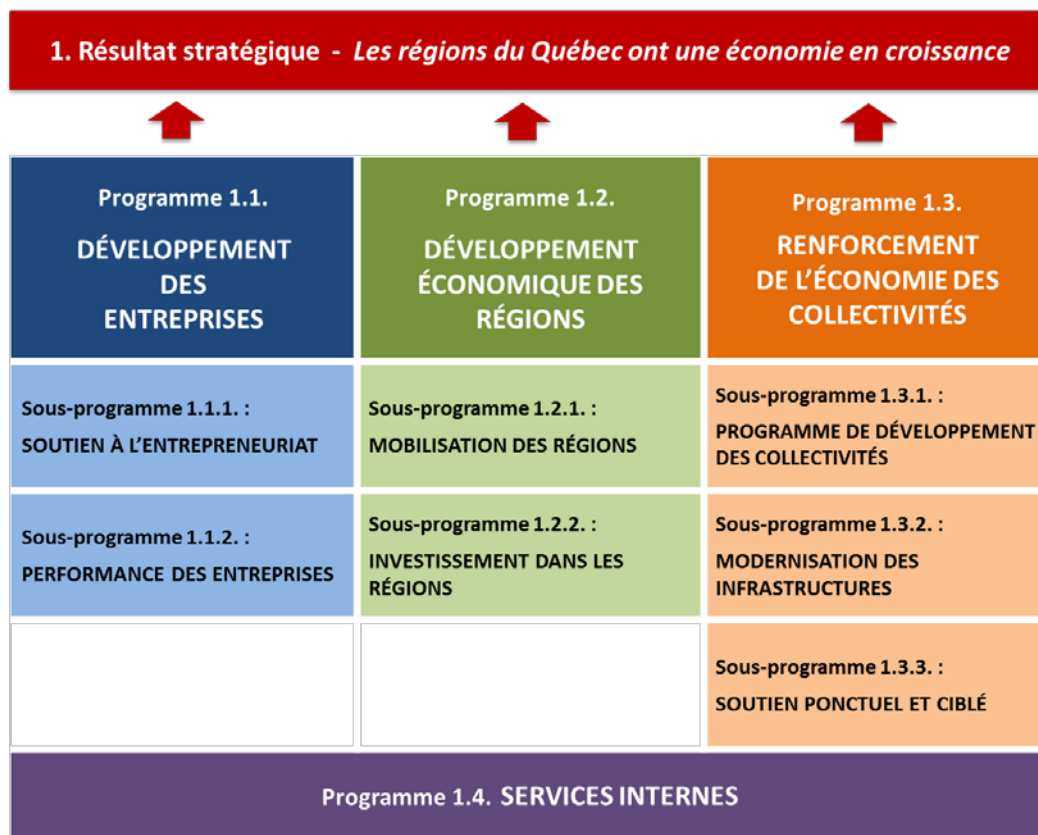 1. Résultat stratégique - Les régions du Québec ont une économie en croissance
Programme 1.1.
DÉVELOPPEMENT
DES
ENTREPRISES
Programme 1.2.
DÉVELOPPEMENT
ÉCONOMIQUE DES
RÉGIONS
Programme 1.3.
RENFORCEMENT
DE L’ÉCONOMIE DES
COLLECTIVITÉS
Sous-programme 1.1.1. :
SOUTIEN À L’ENTREPRENEURIAT
Sous-programme 1.2.1. :
MOBILISATION DES RÉGIONS
Sous-programme 1.3.1. :
PROGRAMME DE DÉVELOPPEMENT
DES COLLECTIVITÉS
Sous-programme 1.1.2. :
PERFORMANCE DES ENTREPRISES
Sous-programme 1.2.2. :
INVESTISSEMENT DANS LES
RÉGIONS
Sous-programme 1.3.2. :
MODERNISATION DES
INFRASTRUCTURES
Sous-programme 1.3.3. :
SOUTIEN PONCTUEL ET CIBLÉ
Programme 1.4. SERVICES INTERNES